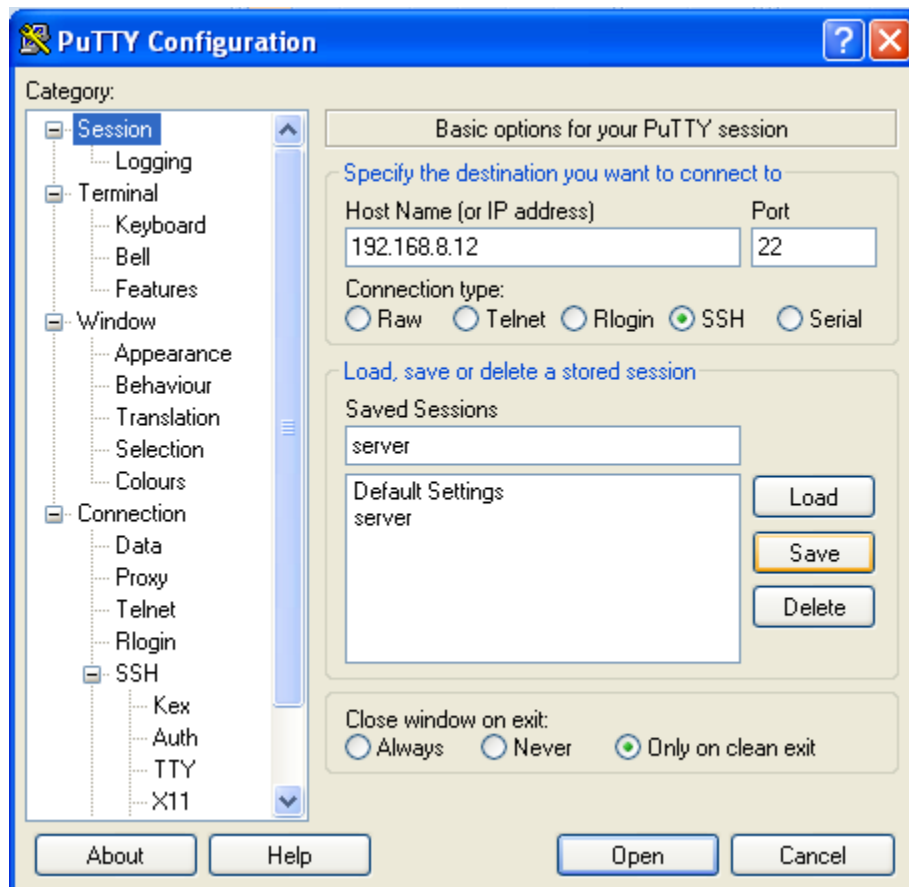 PuTTY Configuration
Category:
Session
Logging
Terminal
Keyboard
Bell
Features
Window
Appearance
Behaviour
Translation
Selection
Colours
Connection
Data
Proxy
Telnet
Rlogin
SSH
Kex
Auth
TTY
X11
Basic options for your PuTTY session
Specify the destination you want to connect to
Host Name (or IP address) Port
192.168.8.12 22
Connection type:
Raw Telnet Rlogin SSH Serial
Load, save or delete a stored session
Saved Sessions
server
Default Settings
server
Load
Save
Delete
Close window on exit:
Always Never Only on clean exit
About Help Open Cancel